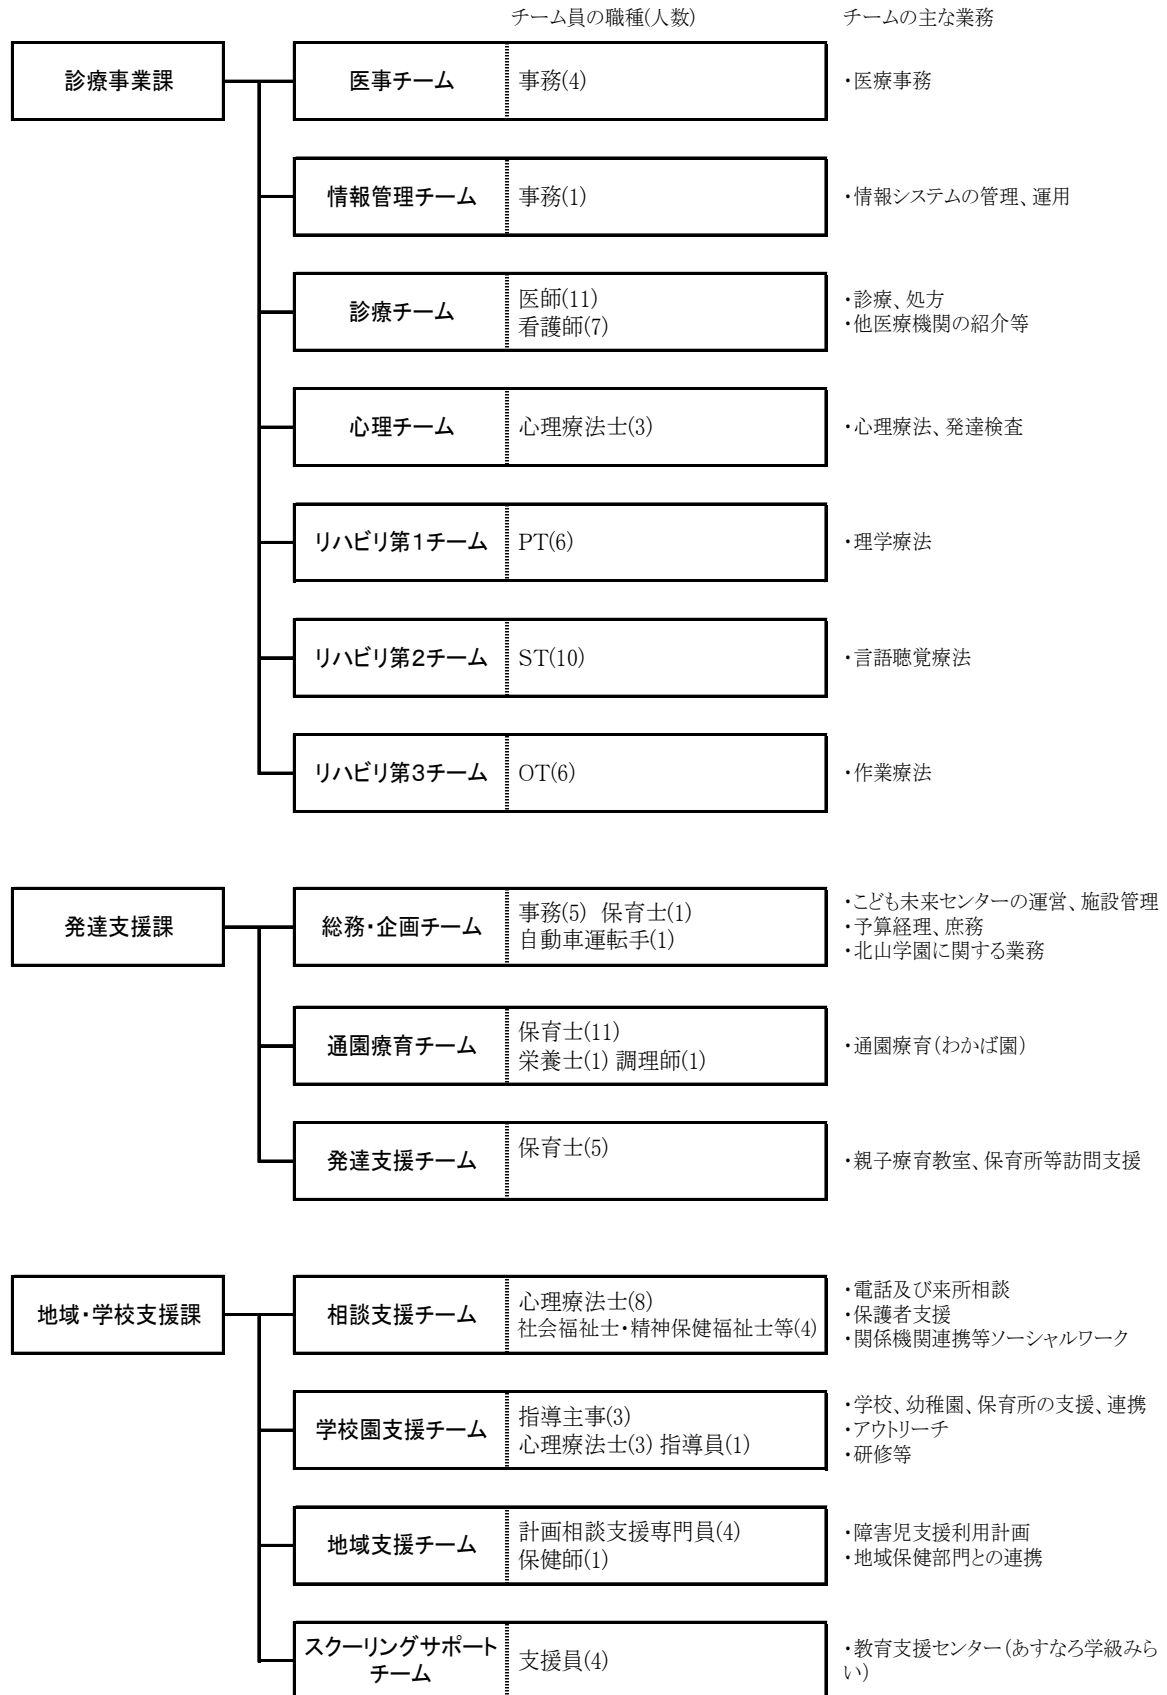 チーム員の職種(人数)
チームの主な業務
診療事業課
医事チーム
事務(4)
・医療事務
情報管理チーム
事務(1)
・情報システムの管理、運用
診療チーム
医師(11)
看護師(7)
・診療、処方
・他医療機関の紹介等
心理チーム
心理療法士(3)
・心理療法、発達検査
リハビリ第１チーム
PT(6)
・理学療法
リハビリ第２チーム
ST(10)
・言語聴覚療法
リハビリ第３チーム
OT(6)
・作業療法
発達支援課
総務・企画チーム
事務(5) 保育士(1)
自動車運転手(1)
・こども未来センターの運営、施設管理
・予算経理、庶務
・北山学園に関する業務
通園療育チーム
保育士(11)
栄養士(1) 調理師(1)
・通園療育(わかば園)
発達支援チーム
保育士(5)
・親子療育教室、保育所等訪問支援
地域・学校支援課
相談支援チーム
心理療法士(8)
社会福祉士・精神保健福祉士等(4)
・電話及び来所相談
・保護者支援
・関係機関連携等ソーシャルワーク
学校園支援チーム
指導主事(3)
心理療法士(3) 指導員(1)
・学校、幼稚園、保育所の支援、連携
・アウトリーチ
・研修等
地域支援チーム
計画相談支援専門員(4)
保健師(1)
・障害児支援利用計画
・地域保健部門との連携
スクーリングサポート
チーム
支援員(4)
・教育支援センター(あすなろ学級みら
い)